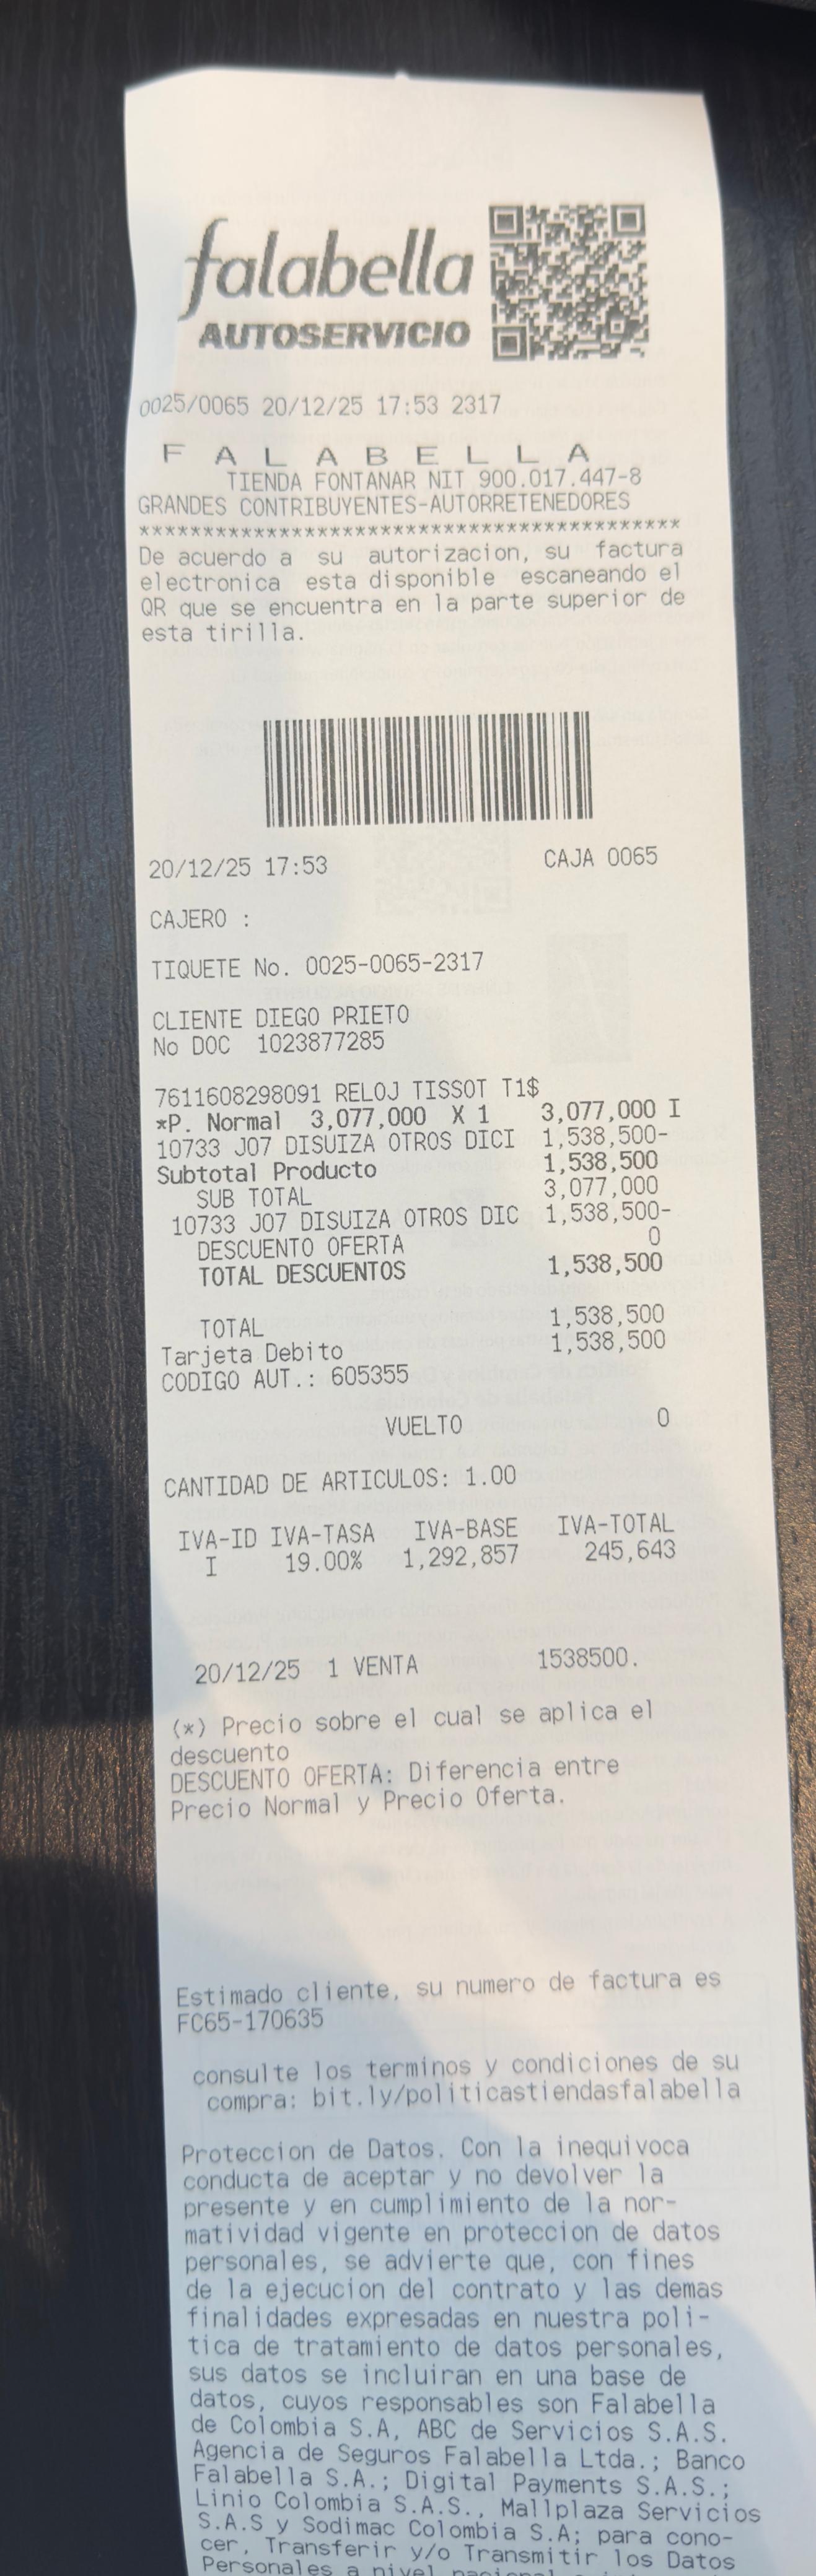 falabella
AUTOSERVICIO
0025/0065 20/12/25 17:53 2317
F A L A B E L L A
TIENDA FONTANAR NIT 900.017.447-8
GRANDES CONTRIBUYENTES-AUTORRETENEDORES
*******************************************
De acuerdo a su autorizacion, su factura
electronica esta disponible escaneando el
QR que se encuentra en la parte superior de
esta tirilla.
20/12/25 17:53 CAJA 0065
CAJERO :
TIQUETE No. 0025-0065-2317
CLIENTE DIEGO PRIETO
No DOC 1023877285
7611608298091 RELOJ TISSOT T1$
*P. Normal 3,077,000 X 1 3,077,000 I
10733 J07 DISUIZA OTROS DICI 1,538,500-
Subtotal Producto 1,538,500
SUB TOTAL 3,077,000
10733 J07 DISUIZA OTROS DIC 1,538,500-
DESCUENTO OFERTA 0
TOTAL DESCUENTOS 1,538,500
TOTAL 1,538,500
Tarjeta Debito 1,538,500
CODIGO AUT.: 605355
VUELTO 0
CANTIDAD DE ARTICULOS: 1.00
IVA-ID IVA-TASA IVA-BASE IVA-TOTAL
I 19.00% 1,292,857 245,643
20/12/25 1 VENTA 1538500.
(*) Precio sobre el cual se aplica el
descuento
DESCUENTO OFERTA: Diferencia entre
Precio Normal y Precio Oferta.
Estimado cliente, su numero de factura es
FC65-170635
consulte los terminos y condiciones de su
compra: bit.ly/politicastiendasfalabella
Proteccion de Datos. Con la inequivoca
conducta de aceptar y no devolver la
presente y en cumplimiento de la nor-
matividad vigente en proteccion de datos
personales, se advierte que, con fines
de la ejecucion del contrato y las demas
finalidades expresadas en nuestra poli-
tica de tratamiento de datos personales,
sus datos se incluiran en una base de
datos, cuyos responsables son Falabella
de Colombia S.A, ABC de Servicios S.A.S.
Agencia de Seguros Falabella Ltda.; Banco
Falabella S.A.; Digital Payments S.A.S.;
Linio Colombia S.A.S., Mallplaza Servicios
S.A.S y Sodimac Colombia S.A; para cono-
cer, Transferir y/o Transmitir los Datos
Personales a nivel nacional